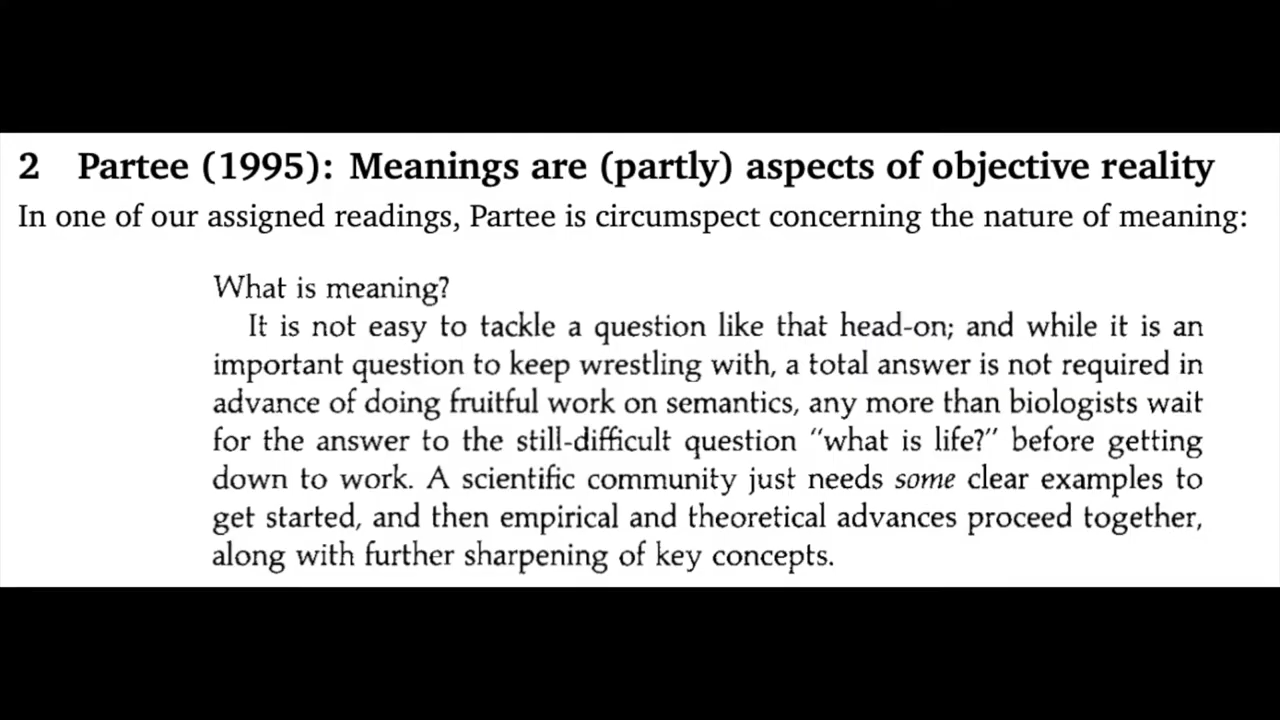 2 Partee (1995): Meanings are (partly) aspects of objective reality
In one of our assigned readings, Partee is circumspect concerning the nature of meaning:
What is meaning?
It is not easy to tackle a question like that head-on; and while it is an
important question to keep wrestling with, a total answer is not required in
advance of doing fruitful work on semantics, any more than biologists wait
for the answer to the still-difficult question “what is life?” before getting
down to work. A scientific community just needs some clear examples to
get started, and then empirical and theoretical advances proceed together,
along with further sharpening of key concepts.